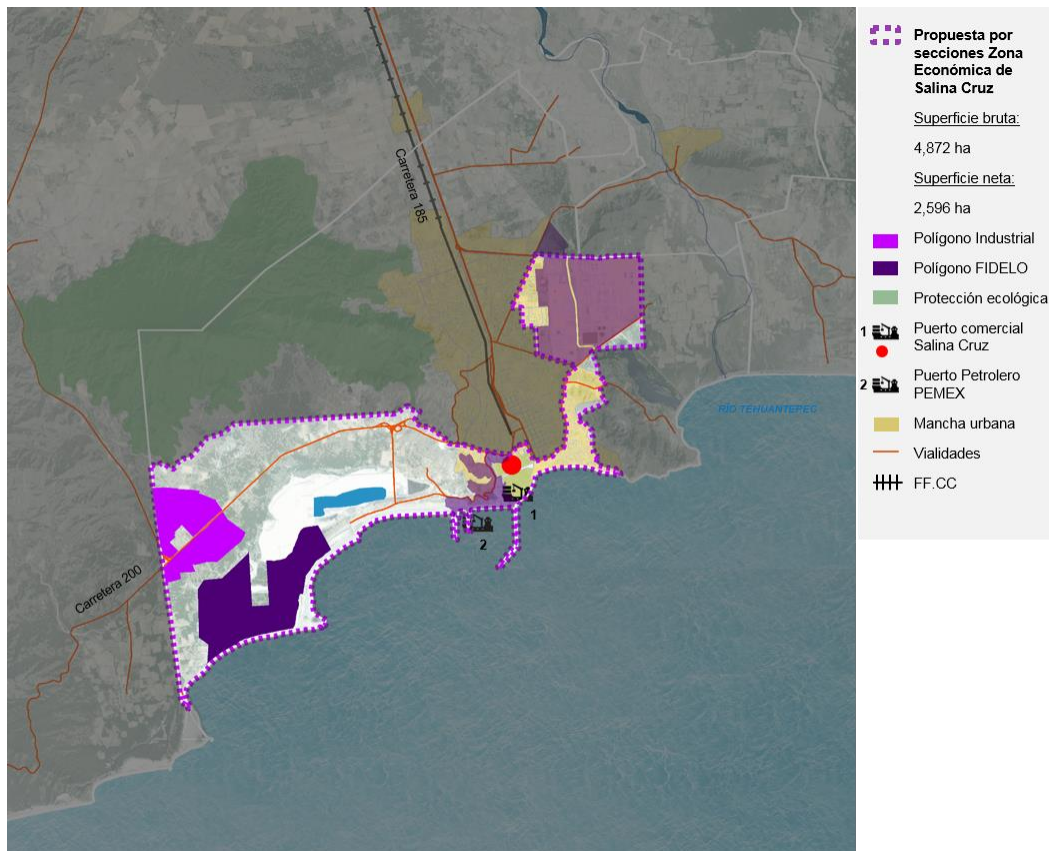 Carretera 185
RÍO TEHUANTEPEC
1
2
Carretera 200
Propuesta por
secciones Zona
Económica de
Salina Cruz
Superficie bruta:
4,872 ha
Superficie neta:
2,596 ha
Polígono Industrial
Polígono FIDELO
Protección ecológica
1 Puerto comercial
Salina Cruz
2 Puerto Petrolero
PEMEX
Mancha urbana
Vialidades
FF.CC